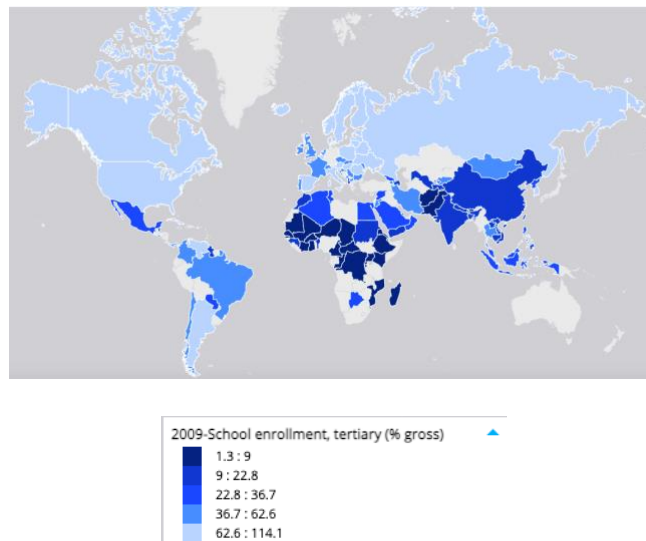 2009-School enrollment, tertiary (% gross)
1.3 : 9
9 : 22.8
22.8 : 36.7
36.7 : 62.6
62.6 : 114.1